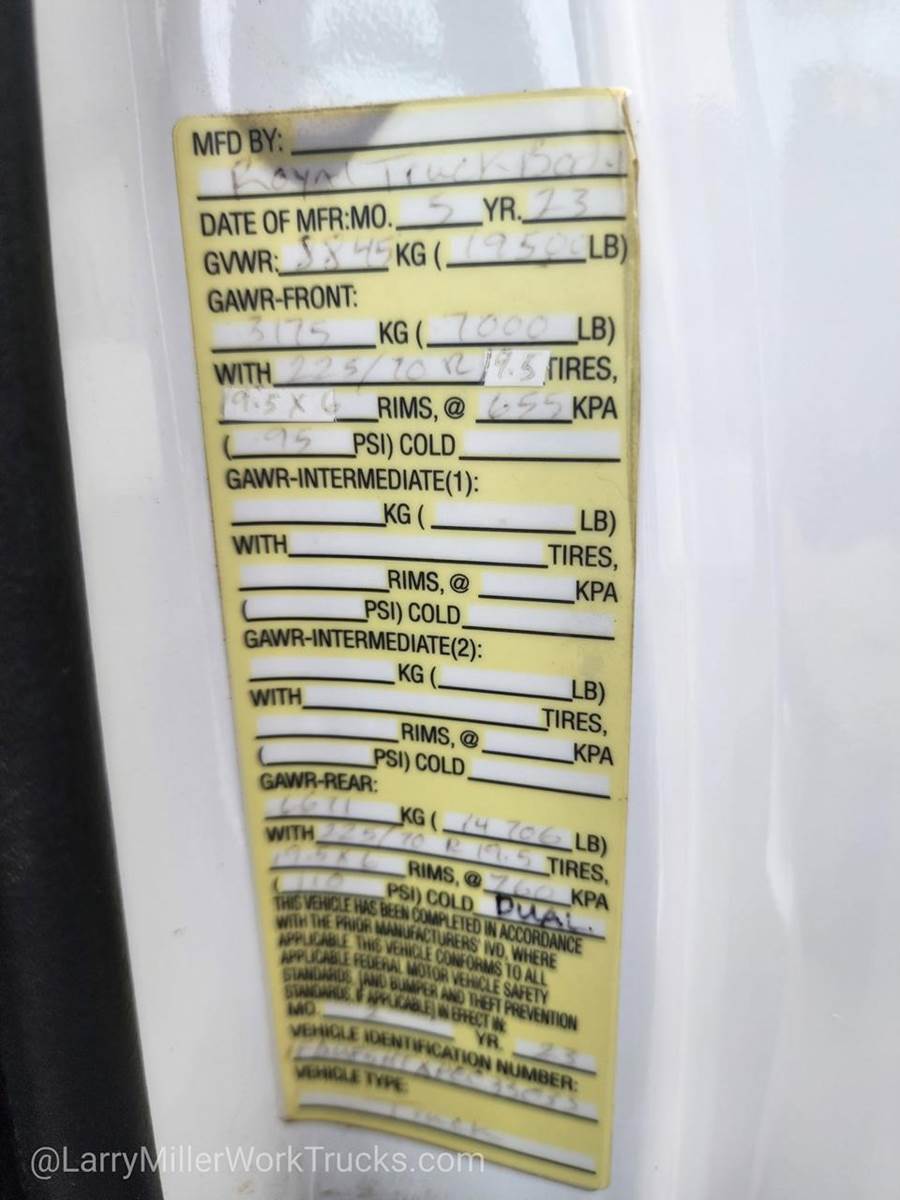 MFD BY:
Royal Truck Body
DATE OF MFR:MO. 5 YR. 23
GVWR: 8845 KG ( 19500 LB)
GAWR-FRONT:
3175 KG ( 7000 LB)
WITH 225/70 R 19.5 TIRES,
19.5 X 6 RIMS, @ 655 KPA
( 95 PSI) COLD
GAWR-INTERMEDIATE(1):
KG ( LB)
WITH TIRES,
RIMS, @ KPA
( PSI) COLD
GAWR-INTERMEDIATE(2):
KG ( LB)
WITH TIRES,
RIMS, @ KPA
( PSI) COLD
GAWR-REAR:
6671 KG ( 14 706 LB)
WITH 225/70 R 19.5 TIRES,
19.5 X 6 RIMS, @ 760 KPA
( 110 PSI) COLD DUAL.
THIS VEHICLE HAS BEEN COMPLETED IN ACCORDANCE
WITH THE PRIOR MANUFACTURERS' IVD, WHERE
APPLICABLE. THIS VEHICLE CONFORMS TO ALL
APPLICABLE FEDERAL MOTOR VEHICLE SAFETY
STANDARDS, [AND BUMPER AND THEFT PREVENTION
STANDARDS, IF APPLICABLE] IN EFFECT IN:
MO. YR. 23
VEHICLE IDENTIFICATION NUMBER:
VEHICLE TYPE:
Truck
@LarryMillerWorkTrucks.com